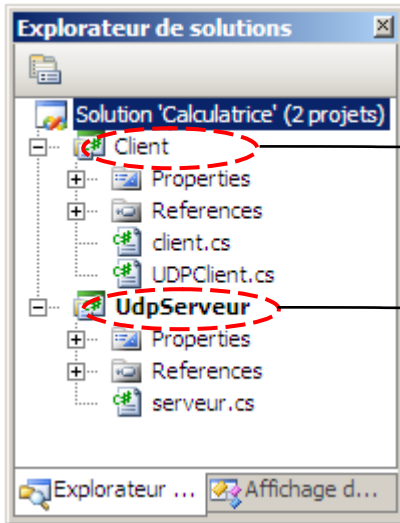 Explorateur de solutions
Solution 'Calculatrice' (2 projets)
Client
Properties
References
client.cs
UDPClient.cs
UdpServeur
Properties
References
serveur.cs
Explorateur ... Affichage d...